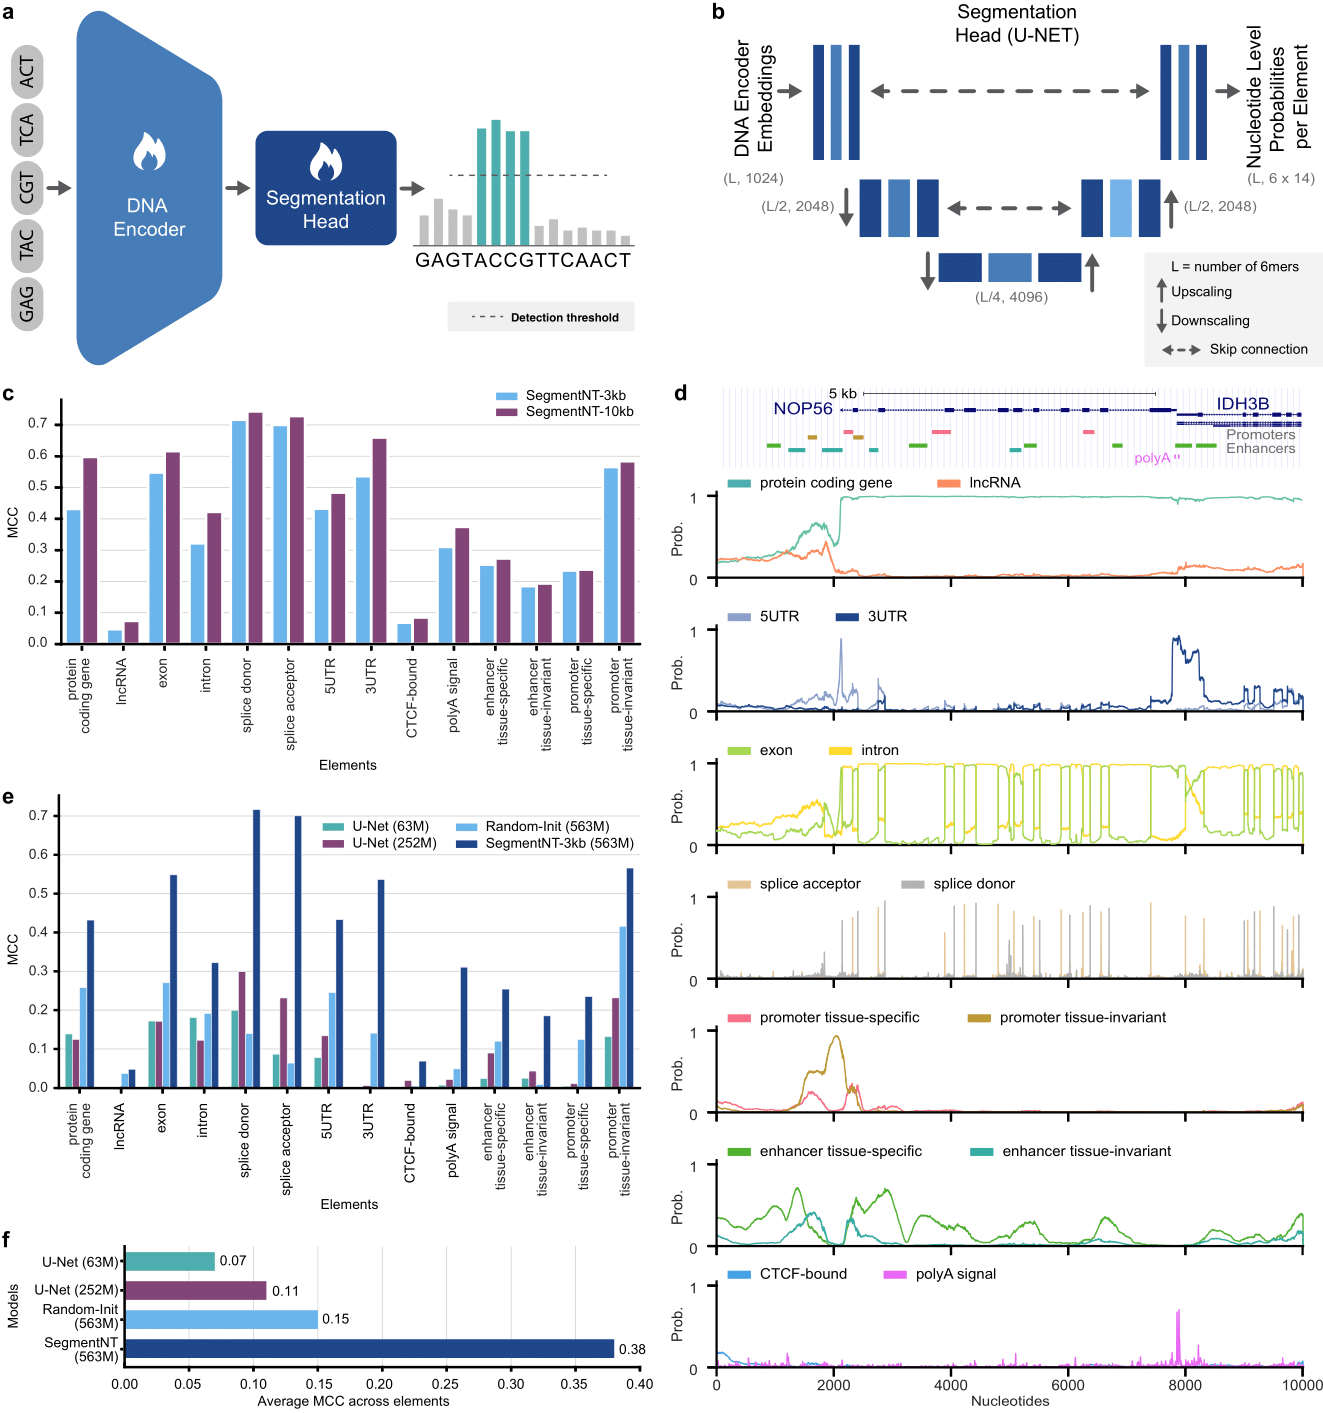 a
ACT
TCA
CGT
TAC
GAG
DNA
Encoder
Segmentation
Head
GAGTACCGTTCAACT
Detection threshold
b
Segmentation
Head (U-NET)
DNA Encoder
Embeddings
(L, 1024)
Nucleotide Level
Probabilities
per Element
(L, 6 x 14)
(L/2, 2048)
(L/2, 2048)
(L/4, 4096)
L = number of 6mers
Upscaling
Downscaling
Skip connection
c
SegmentNT-3kb
SegmentNT-10kb
MCC
0.7
0.6
0.5
0.4
0.3
0.2
0.1
0.0
protein
coding gene
lncRNA
exon
intron
splice donor
splice acceptor
5UTR
3UTR
CTCF-bound
polyA signal
enhancer
tissue-specific
enhancer
tissue-invariant
promoter
tissue-specific
promoter
tissue-invariant
Elements
d
5 kb
NOP56
IDH3B
Promoters
Enhancers
polyA
protein coding gene
lncRNA
Prob.
1
0
5UTR
3UTR
Prob.
1
0
exon
intron
Prob.
1
0
splice acceptor
splice donor
Prob.
1
0
promoter tissue-specific
promoter tissue-invariant
Prob.
1
0
enhancer tissue-specific
enhancer tissue-invariant
Prob.
1
0
CTCF-bound
polyA signal
Prob.
1
0
0
2000
4000
6000
8000
10000
Nucleotides
e
U-Net (63M)
U-Net (252M)
Random-Init (563M)
SegmentNT-3kb (563M)
MCC
0.7
0.6
0.5
0.4
0.3
0.2
0.1
0.0
protein
coding gene
lncRNA
exon
intron
splice donor
splice acceptor
5UTR
3UTR
CTCF-bound
polyA signal
enhancer
tissue-specific
enhancer
tissue-invariant
promoter
tissue-specific
promoter
tissue-invariant
Elements
f
Models
U-Net (63M)
0.07
U-Net (252M)
0.11
Random-Init
(563M)
0.15
SegmentNT
(563M)
0.38
0.00
0.05
0.10
0.15
0.20
0.25
0.30
0.35
0.40
Average MCC across elements